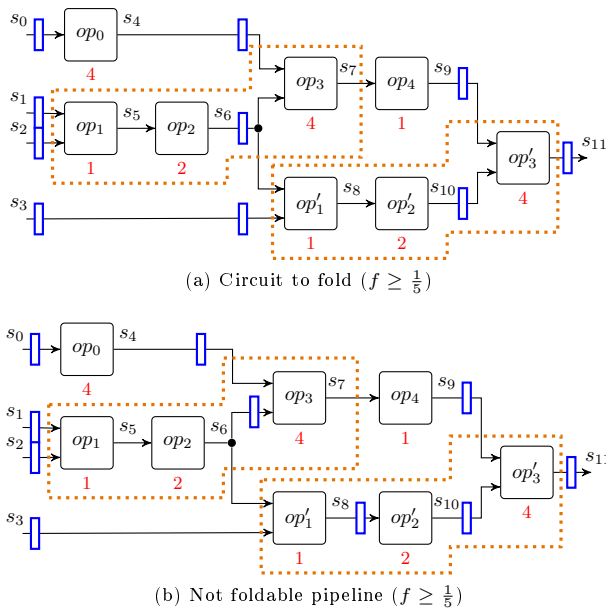 s₀ s₄
op₀
4
s₁ s₂
op₁ s₅ op₂ s₆
1 2
op₃ s₇ op₄ s₉
4 1
s₃
op′₁ s₈ op′₂ s₁₀
1 2
op′₃ s₁₁
4
(a) Circuit to fold (f ≥ 1/5)
s₀ s₄
op₀
4
s₁ s₂
op₁ s₅ op₂ s₆
1 2
op₃ s₇ op₄ s₉
4 1
s₃
op′₁ s₈ op′₂ s₁₀
1 2
op′₃ s₁₁
4
(b) Not foldable pipeline (f ≥ 1/5)